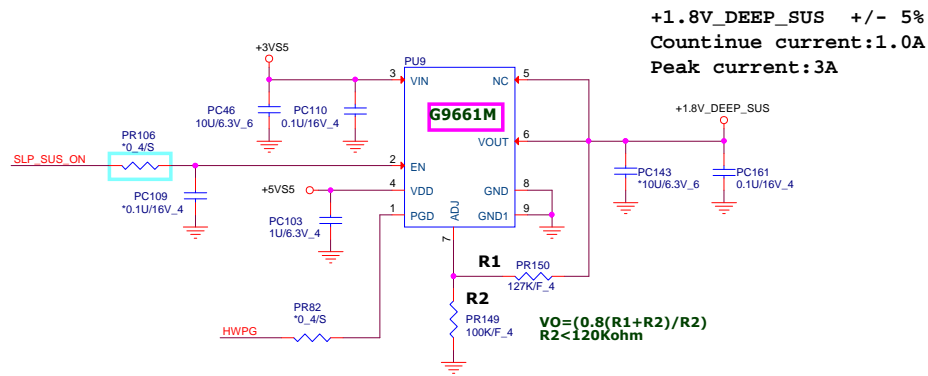 +1.8V_DEEP_SUS +/- 5%
Countinue current:1.0A
Peak current:3A
+3VS5
PU9
3
VIN
NC
5
PC46
10U/6.3V_6
PC110
0.1U/16V_4
G9661M
+1.8V_DEEP_SUS
PR106
*0_4/S
VOUT
6
SLP_SUS_ON
2
EN
PC143
*10U/6.3V_6
PC161
0.1U/16V_4
PC109
*0.1U/16V_4
+5VS5
4
VDD
GND
8
PC103
1U/6.3V_4
1
PGD
ADJ
GND1
9
7
R1
PR150
127K/F_4
R2
PR149
100K/F_4
PR82
*0_4/S
HWPG
VO=(0.8(R1+R2)/R2)
R2<120Kohm